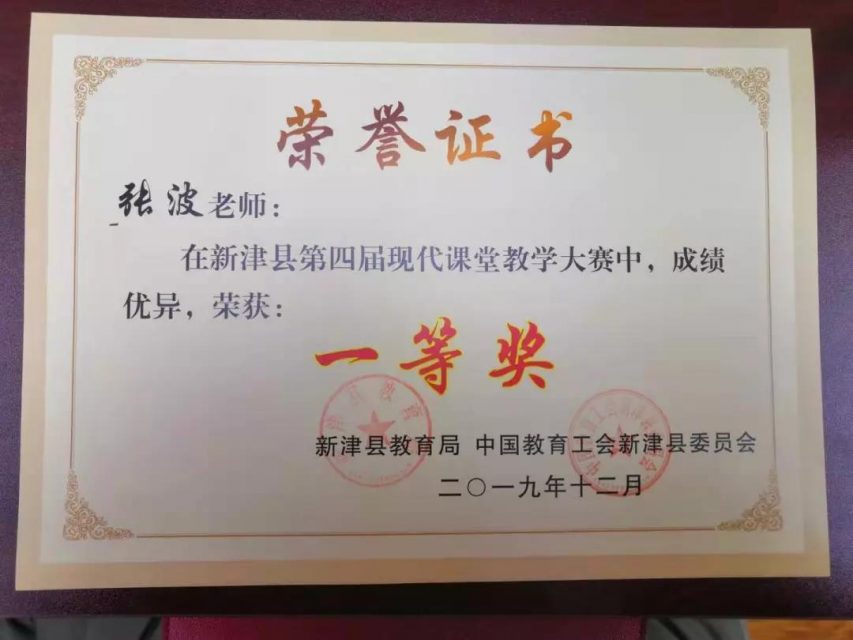 荣誉证书
张波老师：
在新津县第四届现代课堂教学大赛中，成绩
优异，荣获：
一等奖
新津县教育局 中国教育工会新津县委员会
二〇一九年十二月